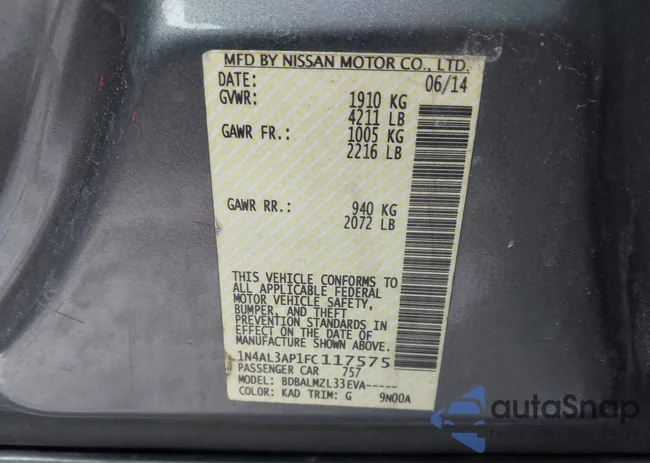 MFD BY NISSAN MOTOR CO., LTD.
DATE: 06/14
GVWR: 1910 KG
4211 LB
GAWR FR.: 1005 KG
2216 LB
GAWR RR.: 940 KG
2072 LB
THIS VEHICLE CONFORMS TO
ALL APPLICABLE FEDERAL
MOTOR VEHICLE SAFETY,
BUMPER, AND THEFT
PREVENTION STANDARDS
IN EFFECT ON THE DATE OF
MANUFACTURE SHOWN ABOVE.
1N4AL3AP1FC117575
PASSENGER CAR 757
MODEL: BDBALMZL33EVA-----
COLOR: KAD TRIM: G 9N00A
autoSnap